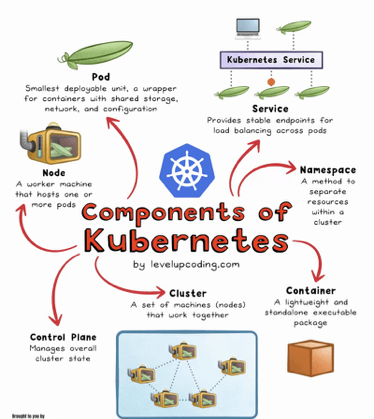 Pod
Smallest deployable unit, a wrapper
for containers with shared storage,
network, and configuration
Kubernetes Service
Service
Provides stable endpoints for
load balancing across pods
Node
A worker machine
that hosts one or
more pods
Namespace
A method to
separate
resources
within a
cluster
Components of
Kubernetes
by levelupcoding.com
Cluster
A set of machines (nodes)
that work together
Container
A lightweight and
standalone executable
package
Control Plane
Manages overall
cluster state
Brought to you by